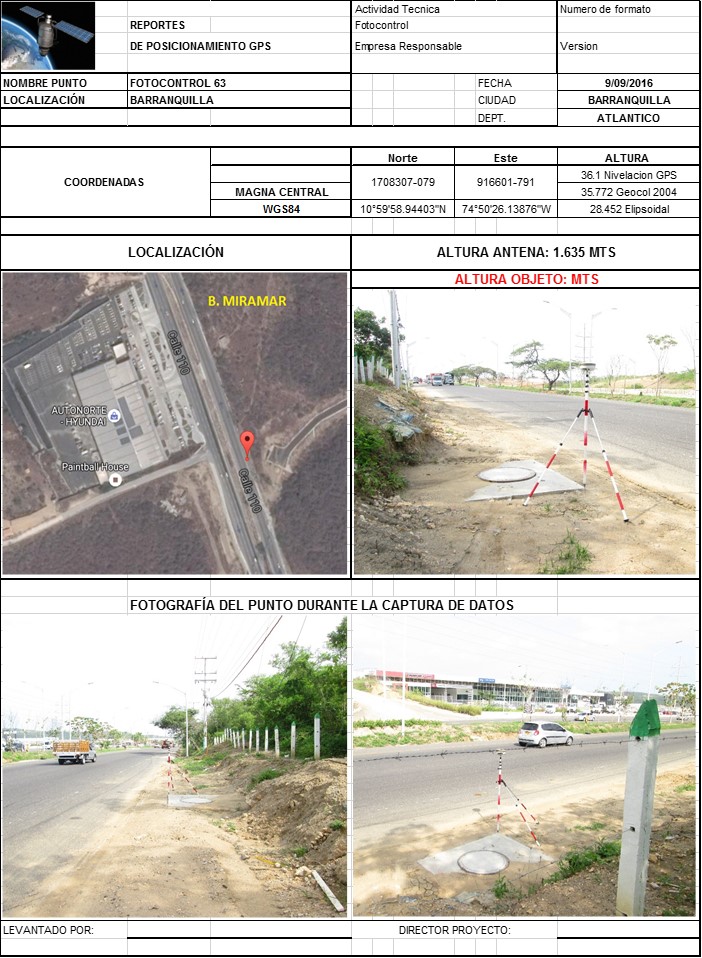 Actividad Tecnica
Numero de formato
REPORTES
Fotocontrol
DE POSICIONAMIENTO GPS
Empresa Responsable
Version
NOMBRE PUNTO
FOTOCONTROL 63
FECHA
9/09/2016
LOCALIZACIÓN
BARRANQUILLA
CIUDAD
BARRANQUILLA
DEPT.
ATLANTICO
COORDENADAS
Norte
Este
ALTURA
MAGNA CENTRAL
1708307-079
916601-791
36.1 Nivelacion GPS
35.772 Geocol 2004
WGS84
10°59'58.94403"N
74°50'26.13876"W
28.452 Elipsoidal
LOCALIZACIÓN
ALTURA ANTENA: 1.635 MTS
ALTURA OBJETO: MTS
B. MIRAMAR
Calle 110
AUTONORTE
- HYUNDAI
Paintball House
Calle 110
FOTOGRAFÍA DEL PUNTO DURANTE LA CAPTURA DE DATOS
LEVANTADO POR:
DIRECTOR PROYECTO: